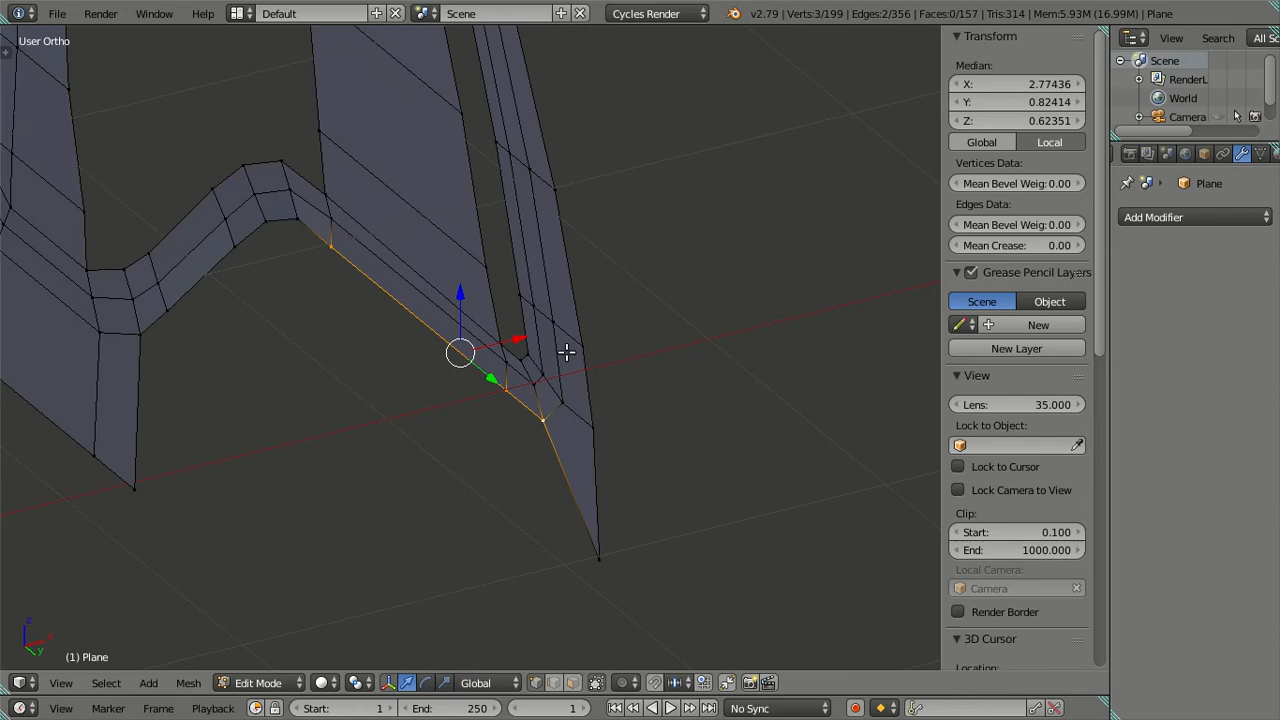 File Render Window Help Default Scene Cycles Render v2.79 | Verts:3/199 | Edges:2/356 | Faces:0/157 | Tris:314 | Mem:5.93M (16.99M) | Plane
User Ortho
(1) Plane
View Select Add Mesh Edit Mode Global
View Marker Frame Playback Start: 1 End: 250 1 No Sync
Transform
Median:
X: 2.77436
Y: 0.82414
Z: 0.62351
Global Local
Vertices Data:
Mean Bevel Weig: 0.00
Edges Data:
Mean Bevel Weig: 0.00
Mean Crease: 0.00
Grease Pencil Layers
Scene Object
New
New Layer
View
Lens: 35.000
Lock to Object:
Lock to Cursor
Lock Camera to View
Clip:
Start: 0.100
End: 1000.000
Local Camera:
Camera
Render Border
3D Cursor
View Search All Sc
Scene
RenderL
World
Camera
Plane
Add Modifier